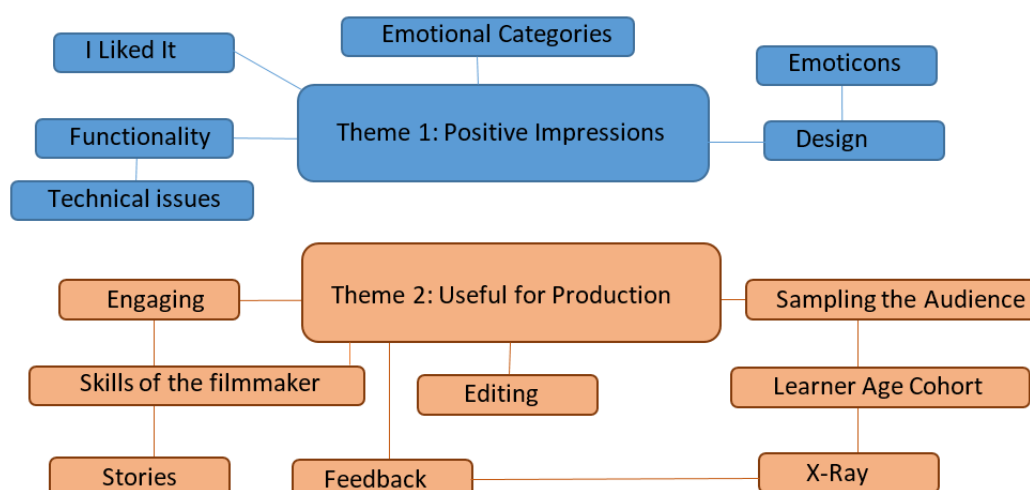 I Liked It
Emotional Categories
Emoticons
Functionality
Theme 1: Positive Impressions
Design
Technical issues
Engaging
Theme 2: Useful for Production
Sampling the Audience
Skills of the filmmaker
Editing
Learner Age Cohort
Stories
Feedback
X-Ray